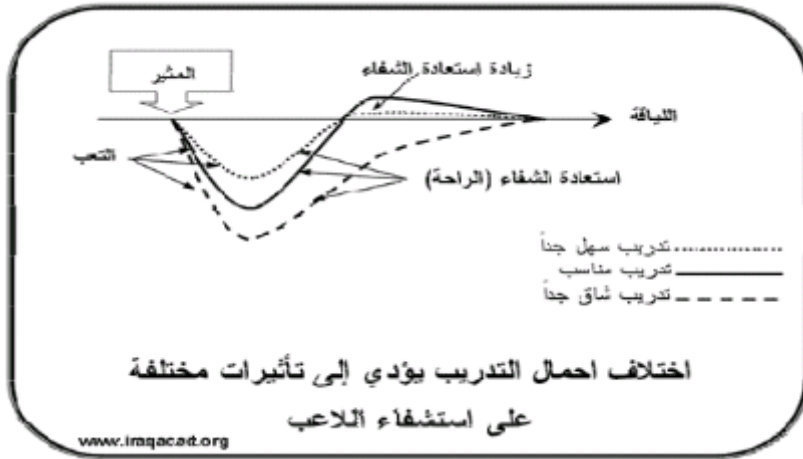 زيادة استعادة الشفاء
المثير
اللياقة
التعب
استعادة الشفاء (الراحة)
تدريب سهل جداً
تدريب مناسب
تدريب شاق جداً
اختلاف احمال التدريب يؤدي إلى تأثيرات مختلفة
على استشفاء اللاعب
www.iraqacad.org